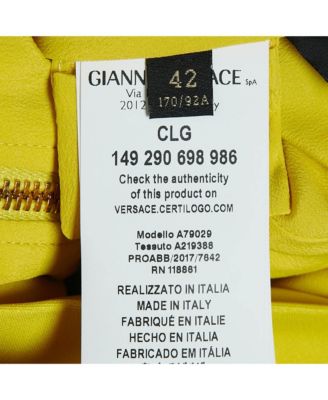 GIANN ACE SpA
Via
2012 y
42
170/92A
CLG
149 290 698 986
Check the authenticity
of this product on
VERSACE.CERTILOGO.COM
Modello A79029
Tessuto A219388
PROABB/2017/7642
RN 118861
REALIZZATO IN ITALIA
MADE IN ITALY
FABRIQUÉ EN ITALIE
HECHO EN ITALIA
FABRICADO EM ITÁLIA